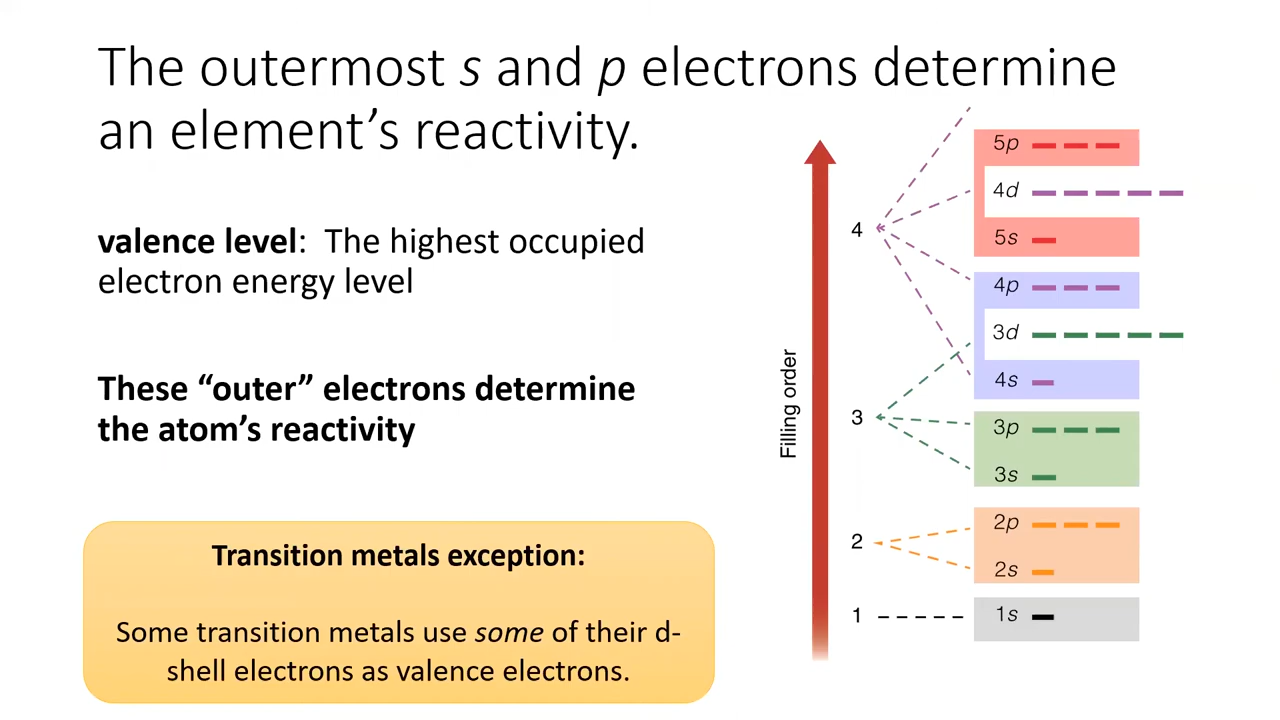 The outermost s and p electrons determine
an element’s reactivity.
valence level:  The highest occupied
electron energy level
These “outer” electrons determine
the atom’s reactivity
Transition metals exception:
Some transition metals use some of their d-
shell electrons as valence electrons.
Filling order
4
3
2
1
5p
4d
5s
4p
3d
4s
3p
3s
2p
2s
1s